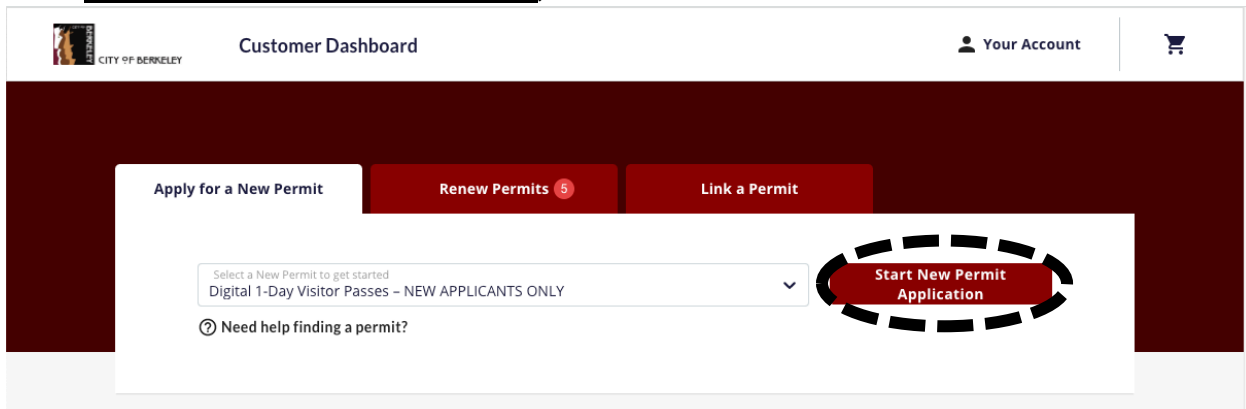 BERKELEY
CITY OF BERKELEY
Customer Dashboard
Your Account
Apply for a New Permit
Renew Permits 5
Link a Permit
Select a New Permit to get started
Digital 1-Day Visitor Passes – NEW APPLICANTS ONLY
Start New Permit
Application
Need help finding a permit?